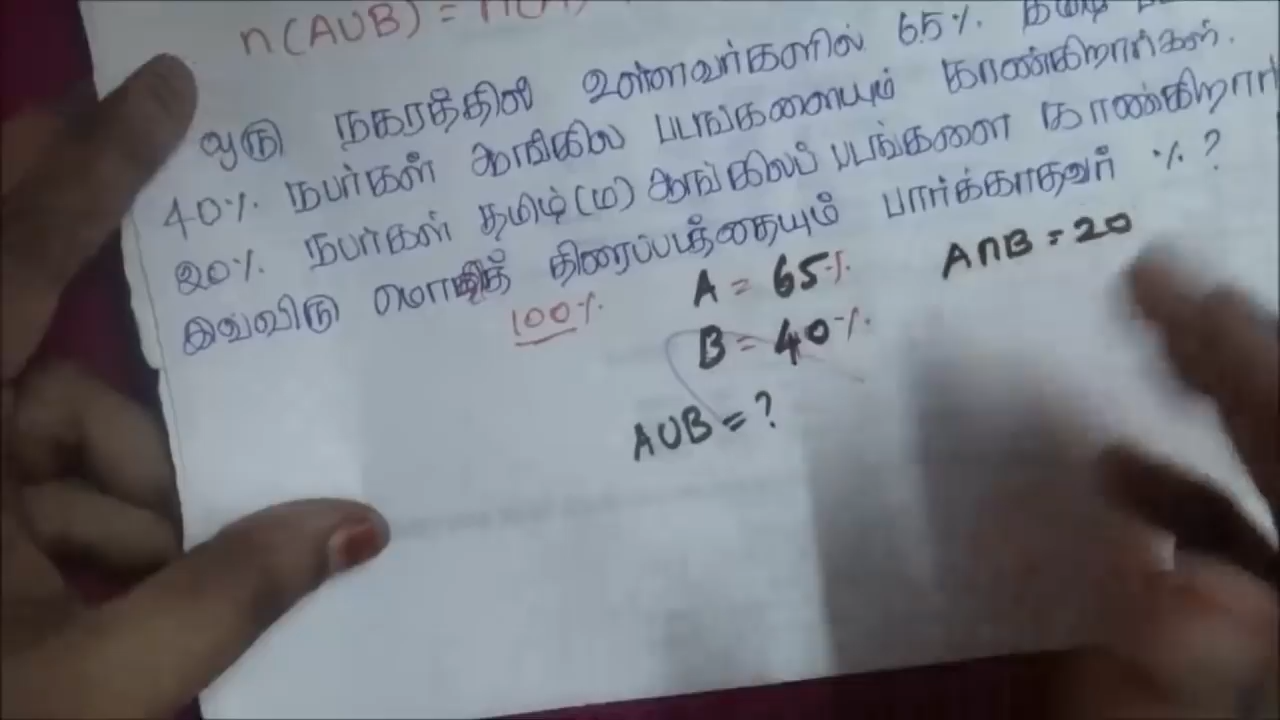 n(AUB) =
ஒரு நகரத்தில் உள்ளவர்களில் 65% தமிழ்
40% நபர்கள் ஆங்கில படங்களையும் காண்கிறார்கள்.
20% நபர்கள் தமிழ் (ம) ஆங்கிலப் படங்களை காண்கிறார்
இவ்விரு மொழித் திரைப்படத்தையும் பார்க்காதவர் % ?
100%
A = 65%
A∩B = 20
B = 40%
AUB = ?